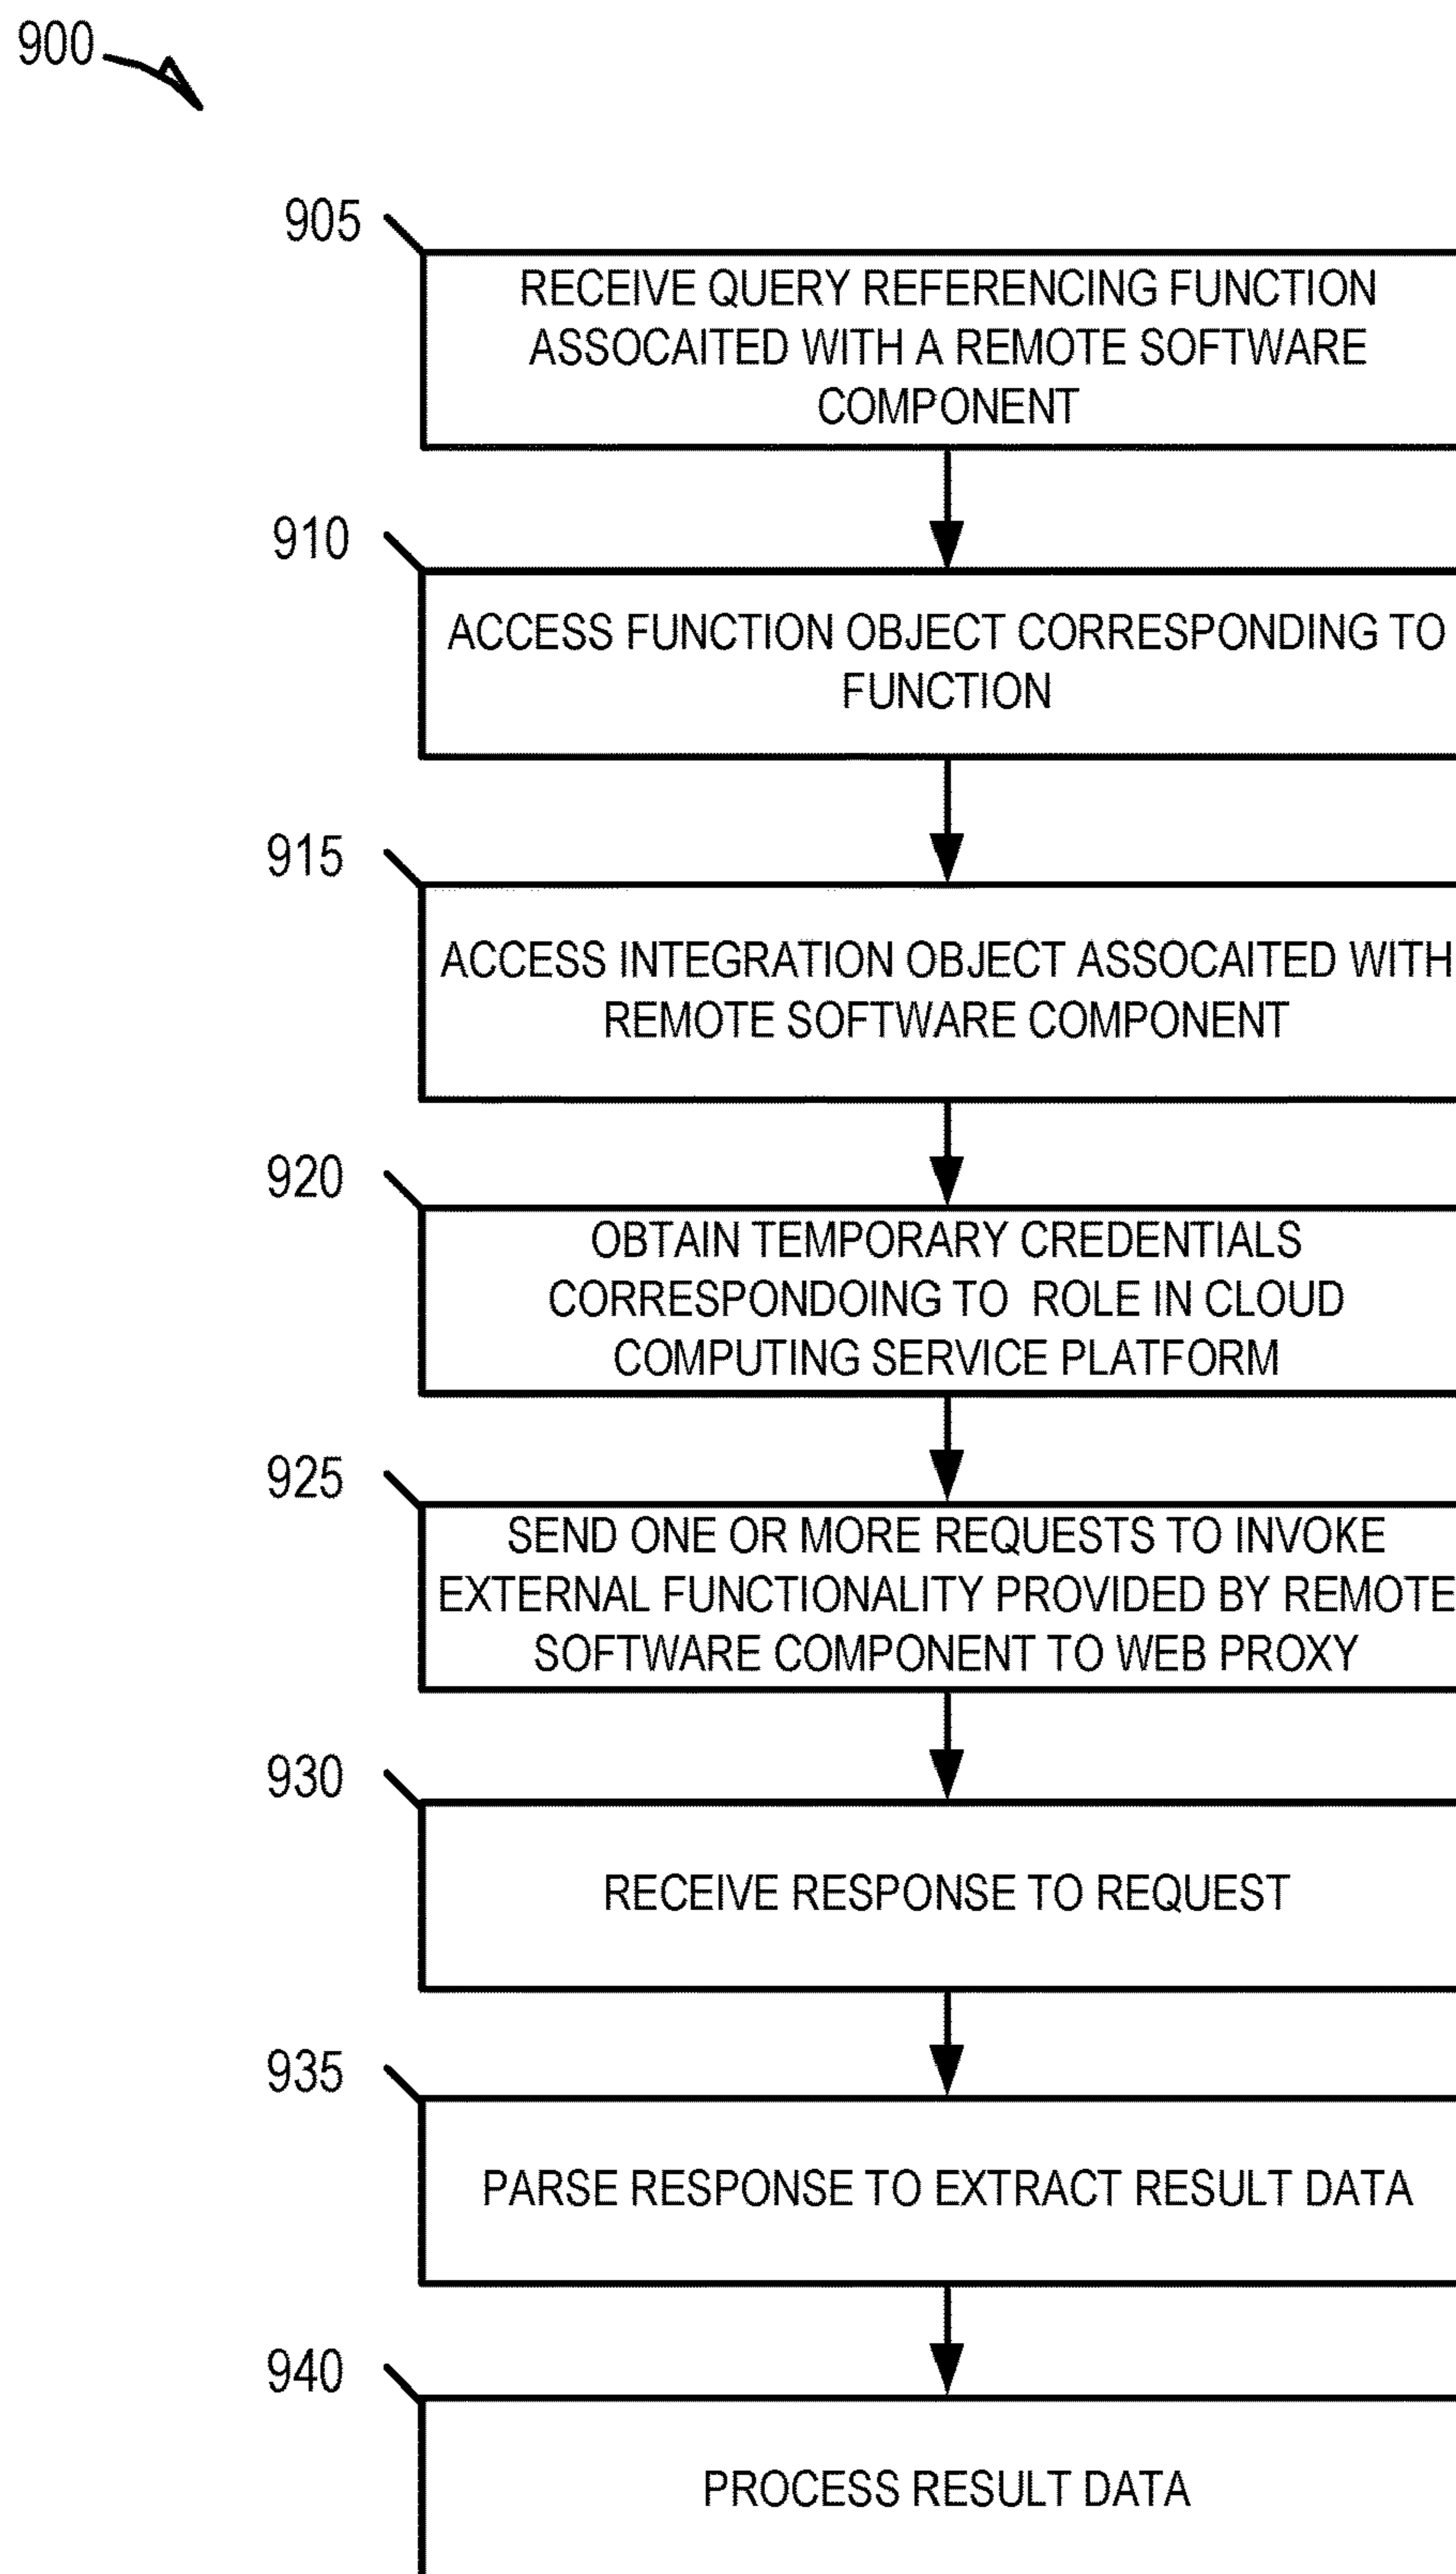 900
905
RECEIVE QUERY REFERENCING FUNCTION
ASSOCAITED WITH A REMOTE SOFTWARE
COMPONENT
910
ACCESS FUNCTION OBJECT CORRESPONDING TO
FUNCTION
915
ACCESS INTEGRATION OBJECT ASSOCAITED WITH
REMOTE SOFTWARE COMPONENT
920
OBTAIN TEMPORARY CREDENTIALS
CORRESPONDOING TO ROLE IN CLOUD
COMPUTING SERVICE PLATFORM
925
SEND ONE OR MORE REQUESTS TO INVOKE
EXTERNAL FUNCTIONALITY PROVIDED BY REMOTE
SOFTWARE COMPONENT TO WEB PROXY
930
RECEIVE RESPONSE TO REQUEST
935
PARSE RESPONSE TO EXTRACT RESULT DATA
940
PROCESS RESULT DATA